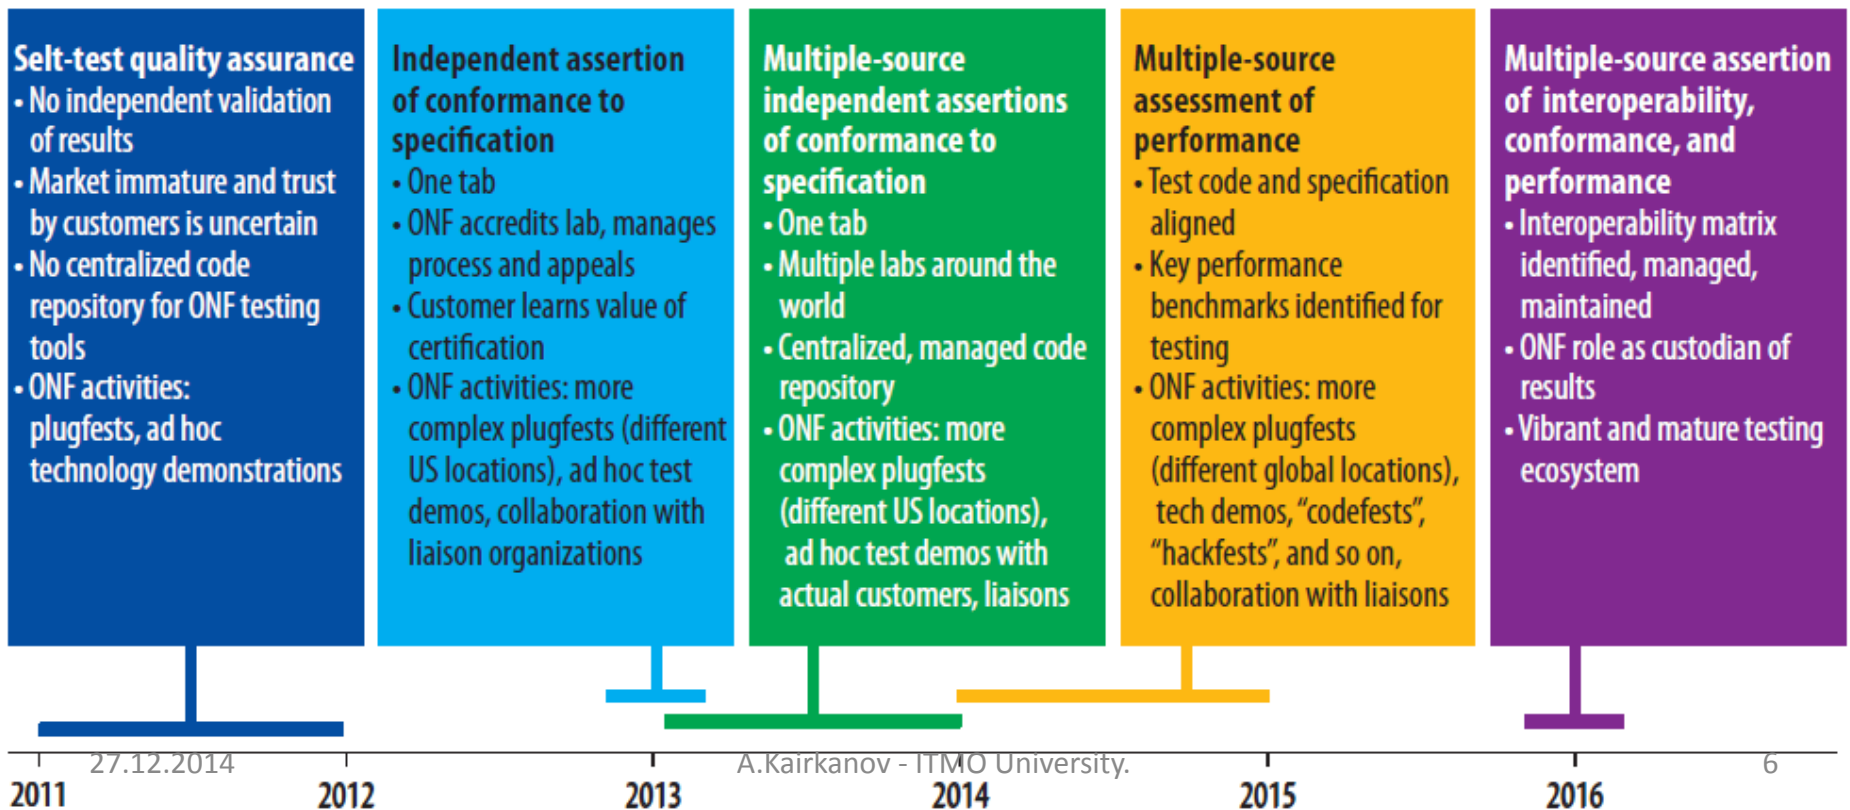 Selt-test quality assurance
• No independent validation
of results
• Market immature and trust
by customers is uncertain
• No centralized code
repository for ONF testing
tools
• ONF activities:
plugfests, ad hoc
technology demonstrations
Independent assertion
of conformance to
specification
• One tab
• ONF accredits lab, manages
process and appeals
• Customer learns value of
certification
• ONF activities: more
complex plugfests (different
US locations), ad hoc test
demos, collaboration with
liaison organizations
Multiple-source
independent assertions
of conformance to
specification
• One tab
• Multiple labs around the
world
• Centralized, managed code
repository
• ONF activities: more
complex plugfests
(different US locations),
ad hoc test demos with
actual customers, liaisons
Multiple-source
assessment of
performance
• Test code and specification
aligned
• Key performance
benchmarks identified for
testing
• ONF activities: more
complex plugfests
(different global locations),
tech demos, “codefests”,
“hackfests”, and so on,
collaboration with liaisons
Multiple-source assertion
of interoperability,
conformance, and
performance
• Interoperability matrix
identified, managed,
maintained
• ONF role as custodian of
results
• Vibrant and mature testing
ecosystem
27.12.2014
A.Kairkanov - ITMO University.
6
2011
2012
2013
2014
2015
2016